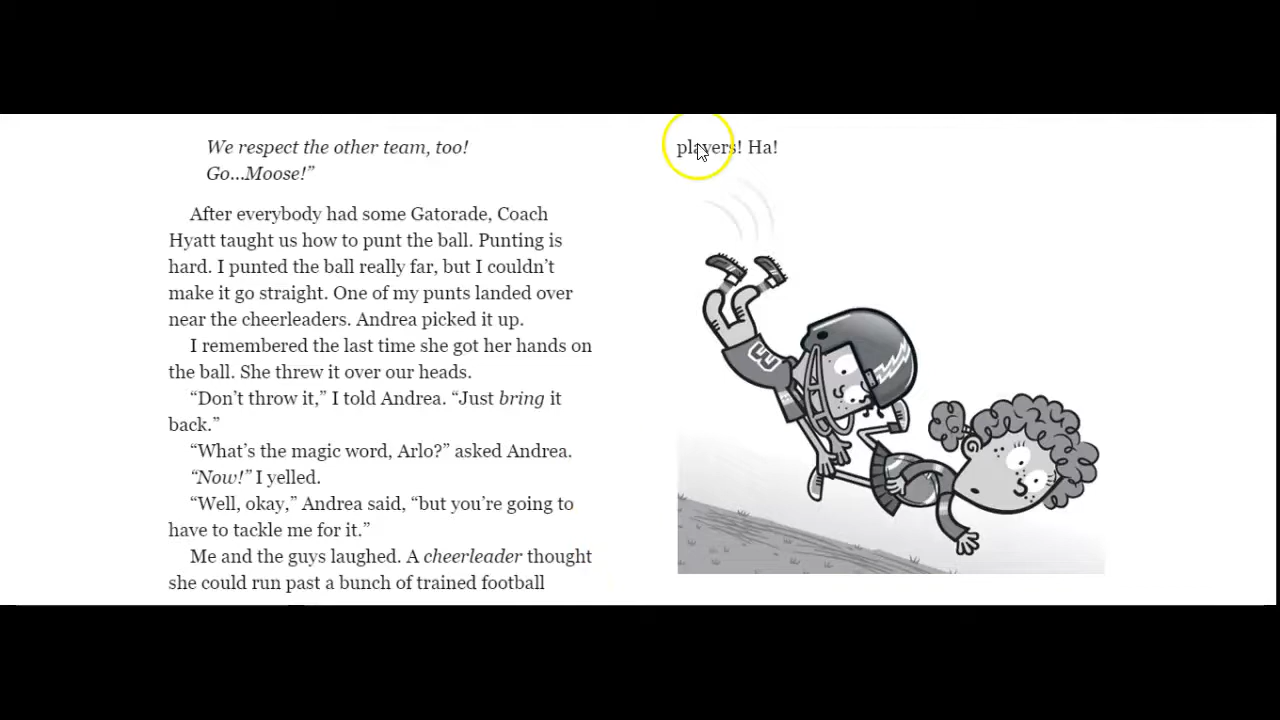 We respect the other team, too!
Go...Moose!”
After everybody had some Gatorade, Coach
Hyatt taught us how to punt the ball. Punting is
hard. I punted the ball really far, but I couldn’t
make it go straight. One of my punts landed over
near the cheerleaders. Andrea picked it up.
I remembered the last time she got her hands on
the ball. She threw it over our heads.
“Don’t throw it,” I told Andrea. “Just bring it
back.”
“What’s the magic word, Arlo?” asked Andrea.
“Now!” I yelled.
“Well, okay,” Andrea said, “but you’re going to
have to tackle me for it.”
Me and the guys laughed. A cheerleader thought
she could run past a bunch of trained football
players! Ha!